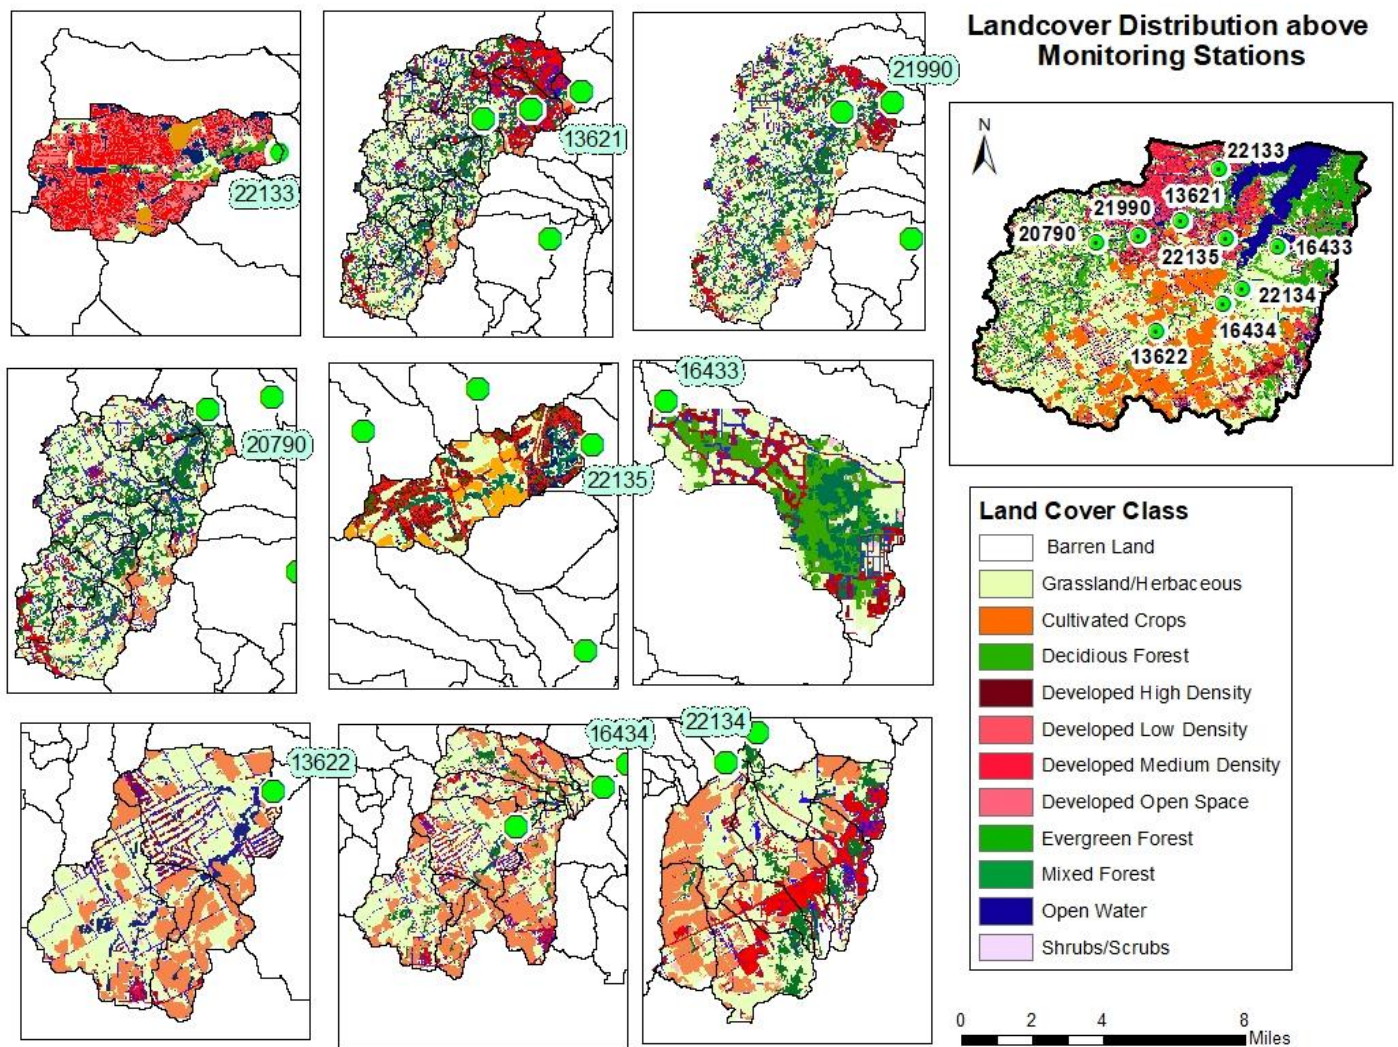 Landcover Distribution above
Monitoring Stations
22133
13621
21990
20790
22135
16433
13622
16434
22134
N
22133
13621
21990
20790
22135
16433
22134
16434
13622
Land Cover Class
Barren Land
Grassland/Herbaceous
Cultivated Crops
Decidious Forest
Developed High Density
Developed Low Density
Developed Medium Density
Developed Open Space
Evergreen Forest
Mixed Forest
Open Water
Shrubs/Scrubs
0 2 4 8
Miles